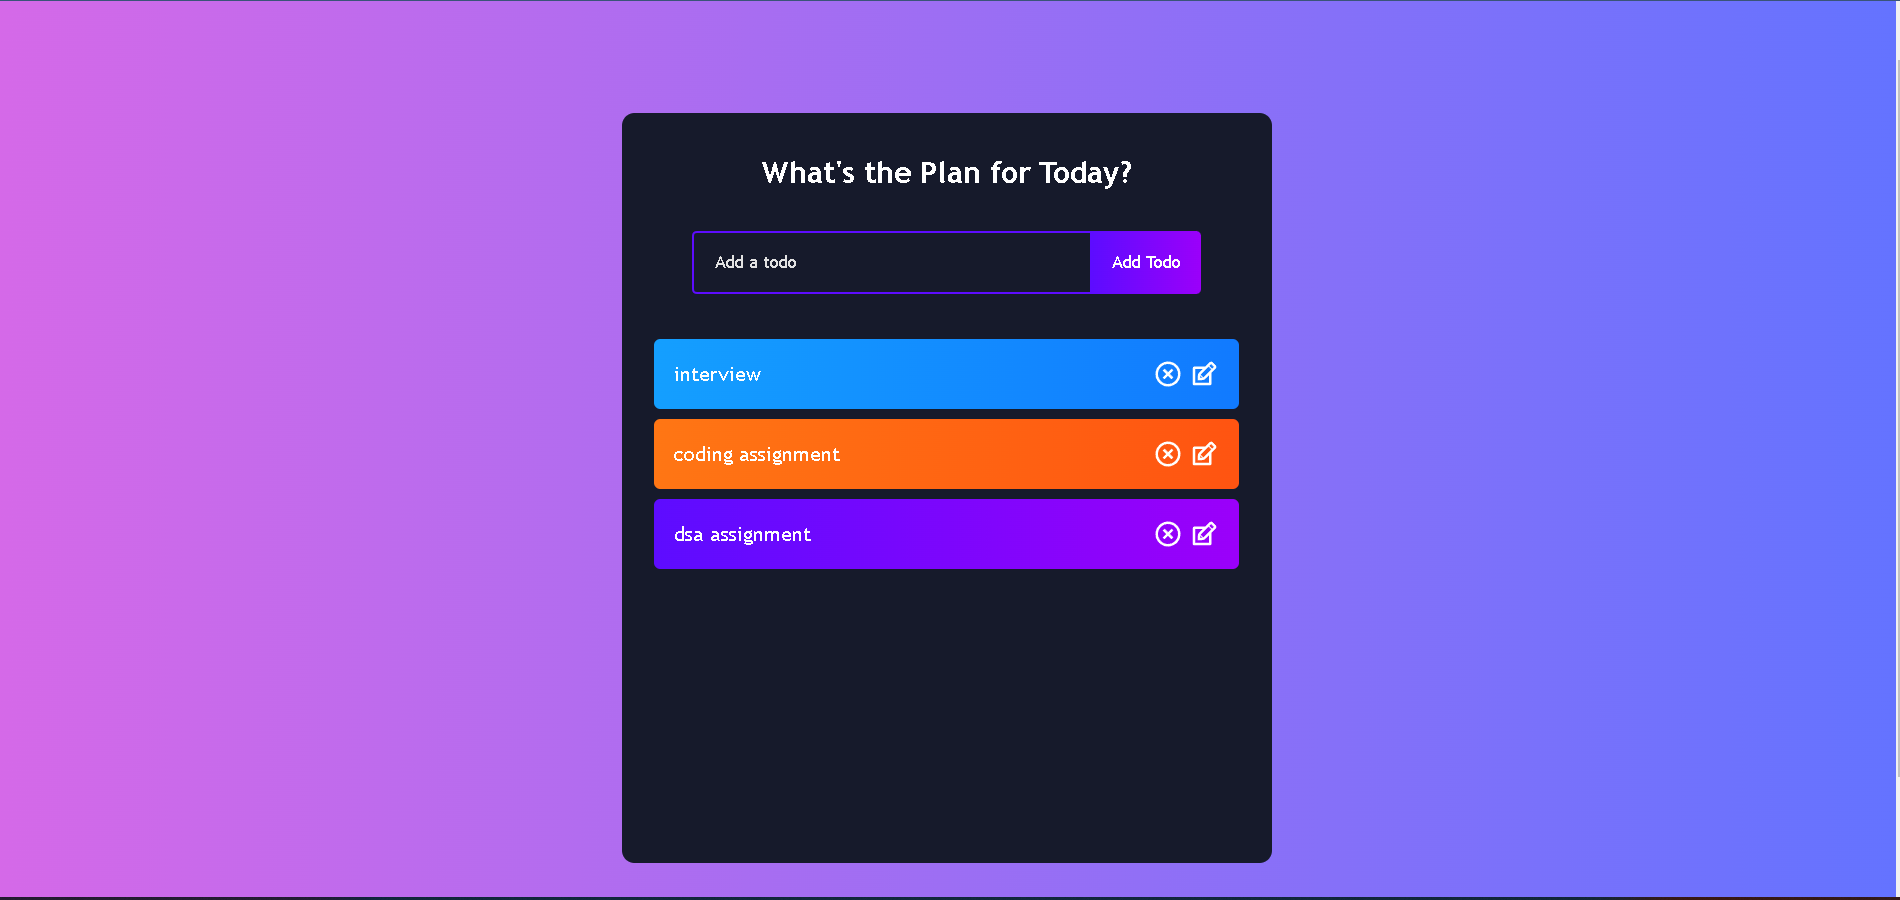 What's the Plan for Today?
Add a todo
Add Todo
interview
coding assignment
dsa assignment